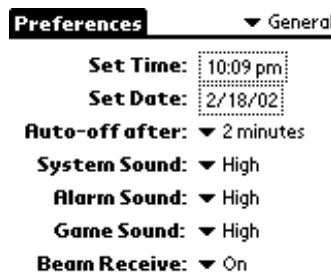 Preferences ▼ General
Set Time: 10:09 pm
Set Date: 2/18/02
Auto-off after: ▼ 2 minutes
System Sound: ▼ High
Alarm Sound: ▼ High
Game Sound: ▼ High
Beam Receive: ▼ On